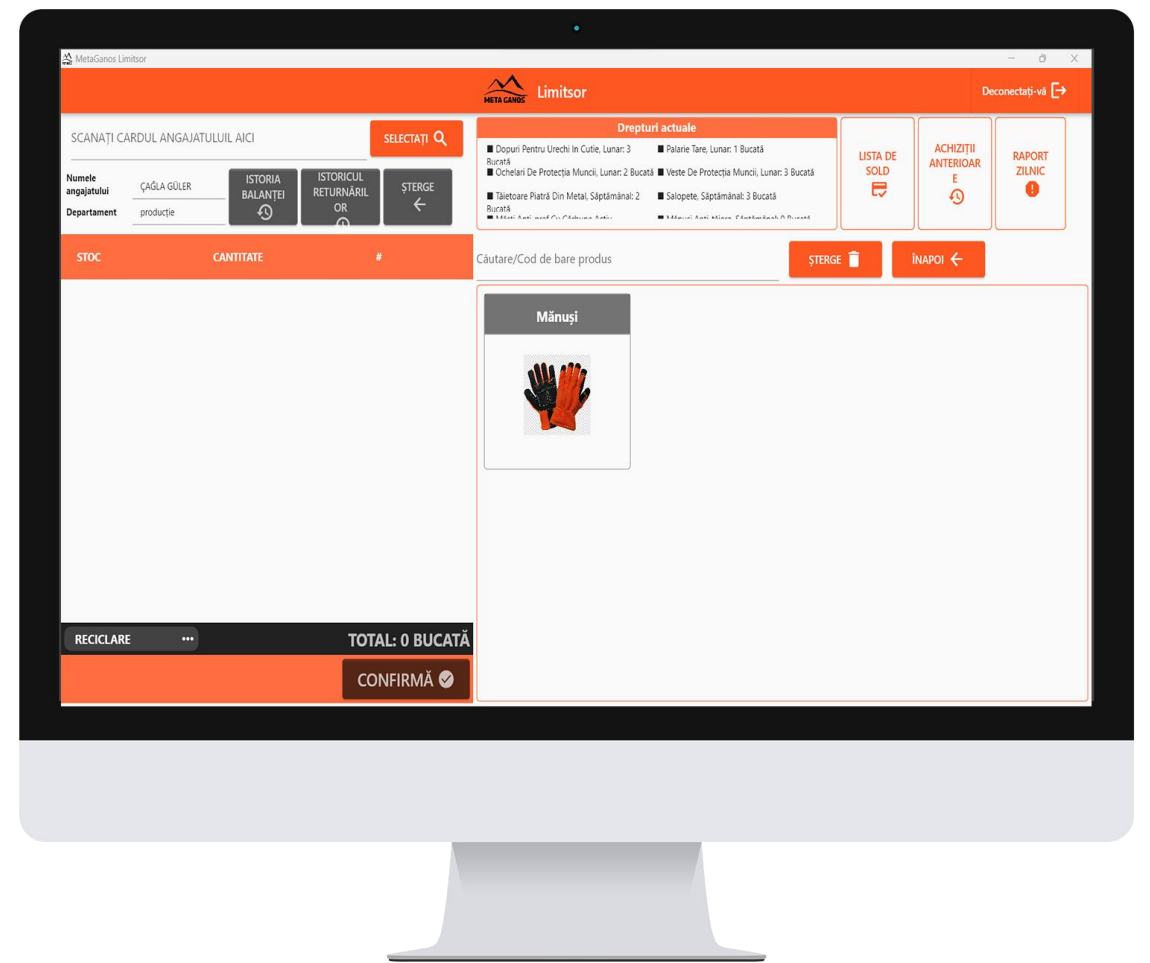 MetaGanos Limitsor
META GANOS
Limitsor
Deconectați-vă
SCANAȚI CARDUL ANGAJATULUIL AICI
SELECTAȚI
Numele
angajatului
ÇAĞLA GÜLER
Departament
producție
ISTORIA
BALANȚEI
ISTORICUL
RETURNĂRIL
OR
ȘTERGE
Drepturi actuale
Dopuri Pentru Urechi In Cutie, Lunar: 3
Bucată
Palarie Tare, Lunar: 1 Bucată
Ochelari De Protecția Muncii, Lunar: 2 Bucată
Veste De Protecția Muncii, Lunar: 3 Bucată
Tăietoare Piatră Din Metal, Săptămânal: 2
Bucată
Salopete, Săptămânal: 3 Bucată
LISTA DE
SOLD
ACHIZIȚII
ANTERIOAR
E
RAPORT
ZILNIC
STOC
CANTITATE
#
Căutare/Cod de bare produs
ȘTERGE
ÎNAPOI
Mănuși
RECICLARE
TOTAL: 0 BUCATĂ
CONFIRMĂ